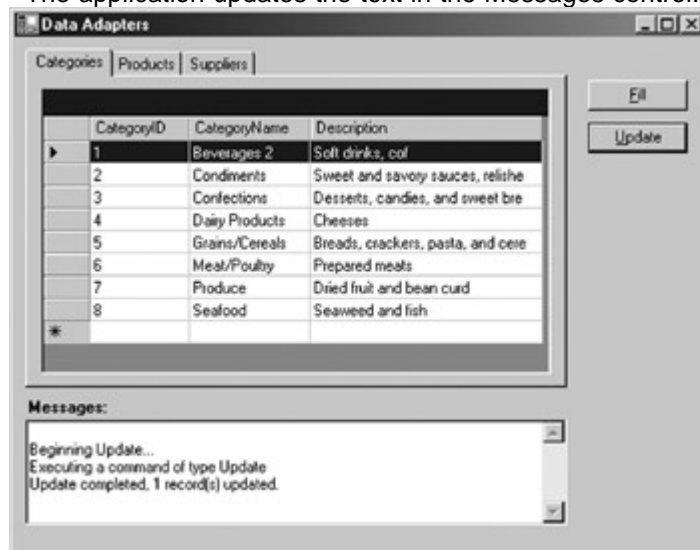 The application updates the text in the Messages control.
Data Adapters
Categories Products Suppliers
Fill
Update
CategoryID CategoryName Description
1 Beverages 2 Soft drinks, cof
2 Condiments Sweet and savory sauces, relishe
3 Confections Desserts, candies, and sweet bre
4 Dairy Products Cheeses
5 Grains/Cereals Breads, crackers, pasta, and cere
6 Meat/Poultry Prepared meats
7 Produce Dried fruit and bean curd
8 Seafood Seaweed and fish
Messages:
Beginning Update...
Executing a command of type Update
Update completed, 1 record(s) updated.